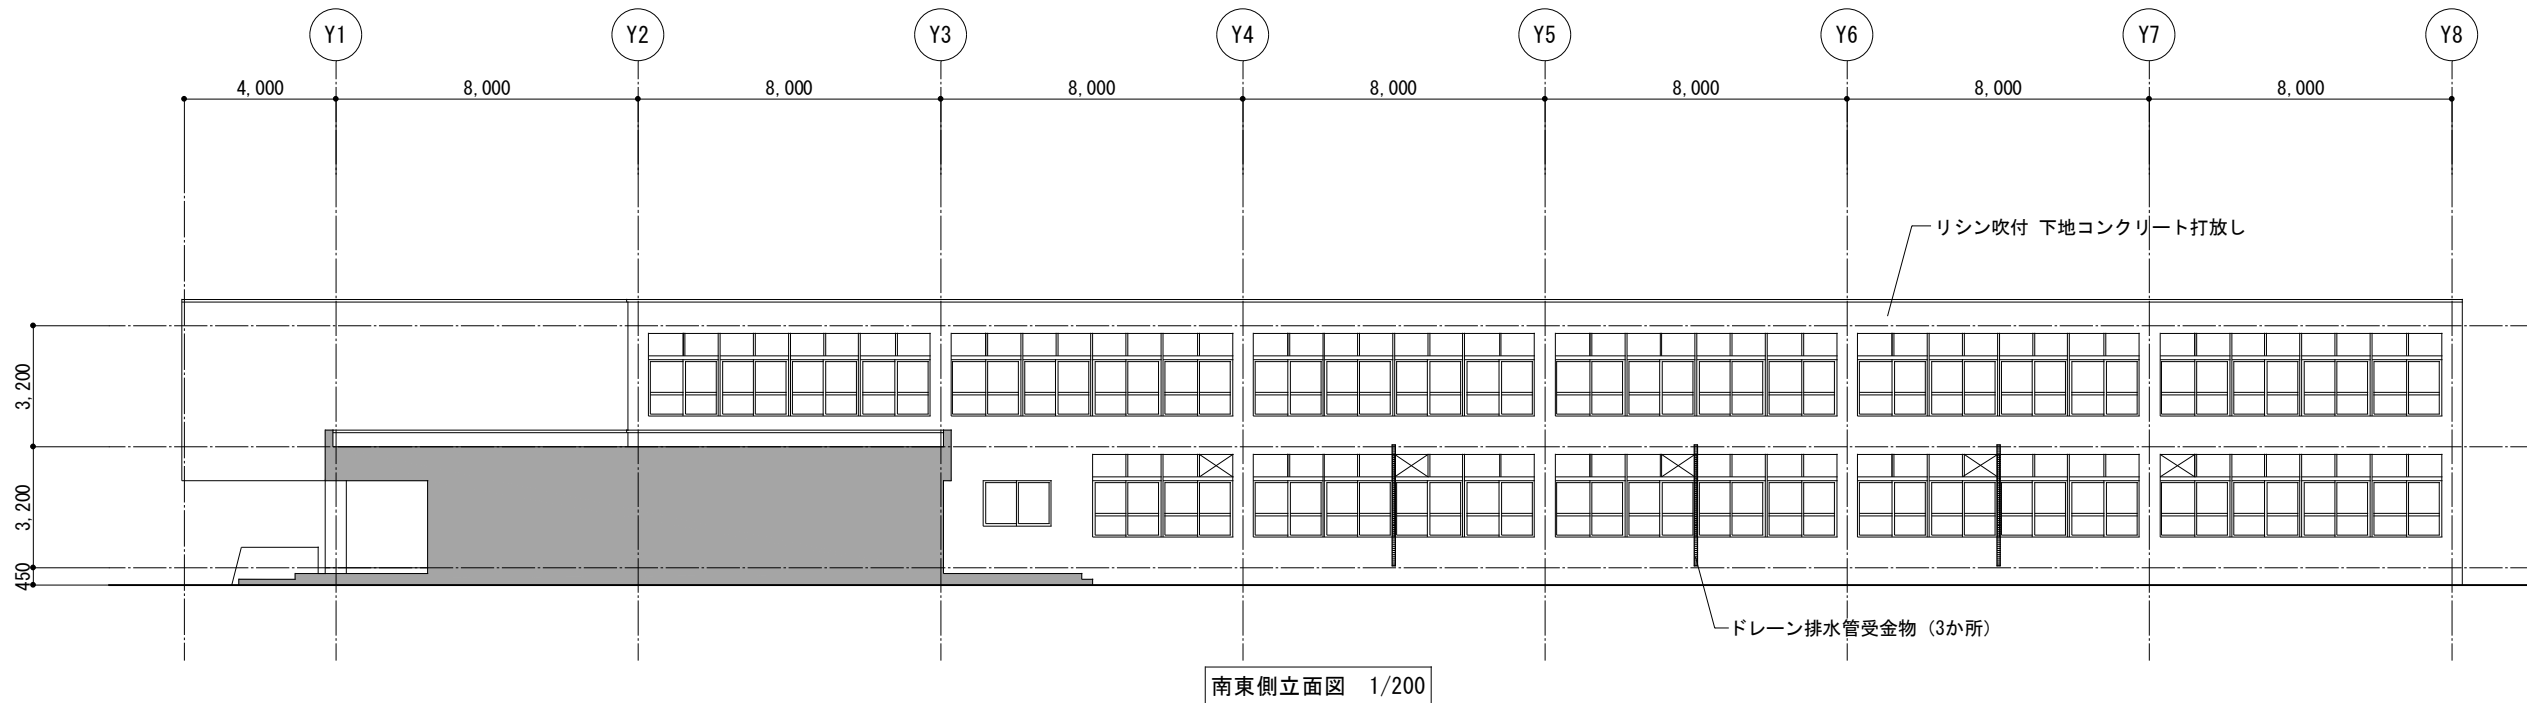 Y1
Y2
Y3
Y4
Y5
Y6
Y7
Y8
4,000
8,000
8,000
8,000
8,000
8,000
8,000
8,000
リシン吹付 下地コンクリート打放し
3,200
3,200
450
ドレーン排水管受金物（3か所）
南東側立面図 1/200